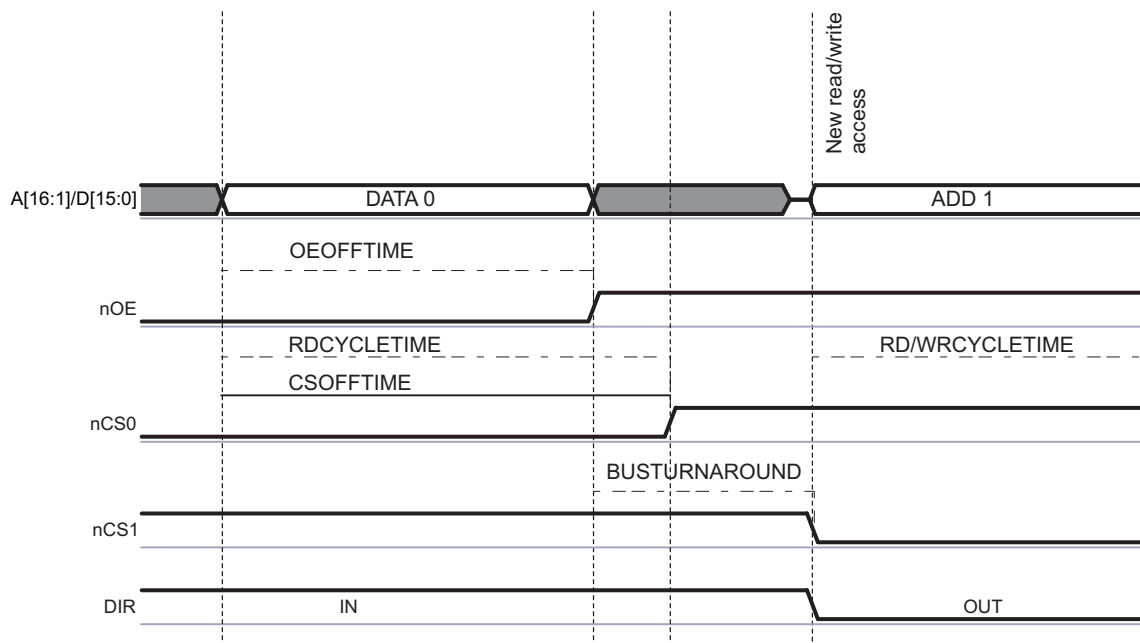 New read/write
access
A[16:1]/D[15:0]
DATA 0
ADD 1
OEOFFTIME
nOE
RDCYCLETIME
RD/WRCYCLETIME
CSOFFTIME
nCS0
BUSTURNAROUND
nCS1
DIR
IN
OUT